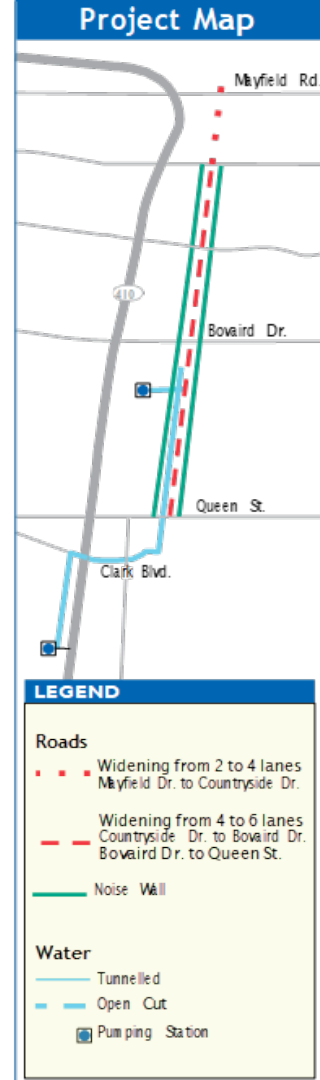 Project Map
Mayfield Rd.
410
Bovaird Dr.
Queen St.
Clark Blvd.
LEGEND
Roads
Widening from 2 to 4 lanes
Mayfield Dr. to Countryside Dr.
Widening from 4 to 6 lanes
Countryside Dr. to Bovaird Dr.
Bovaird Dr. to Queen St.
Noise Wall
Water
Tunnelled
Open Cut
Pumping Station